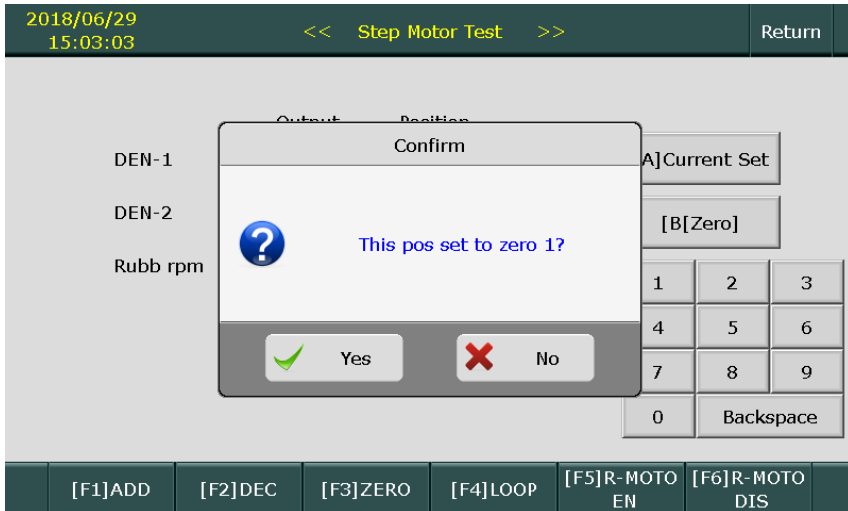 2018/06/29
15:03:03
<< Step Motor Test >>
Return
Output Position
Confirm
DEN-1
A]Current Set
DEN-2
[B[Zero]
This pos set to zero 1?
Rubb rpm
1 2 3
4 5 6
Yes No
7 8 9
0 Backspace
[F1]ADD [F2]DEC [F3]ZERO [F4]LOOP [F5]R-MOTO EN [F6]R-MOTO DIS